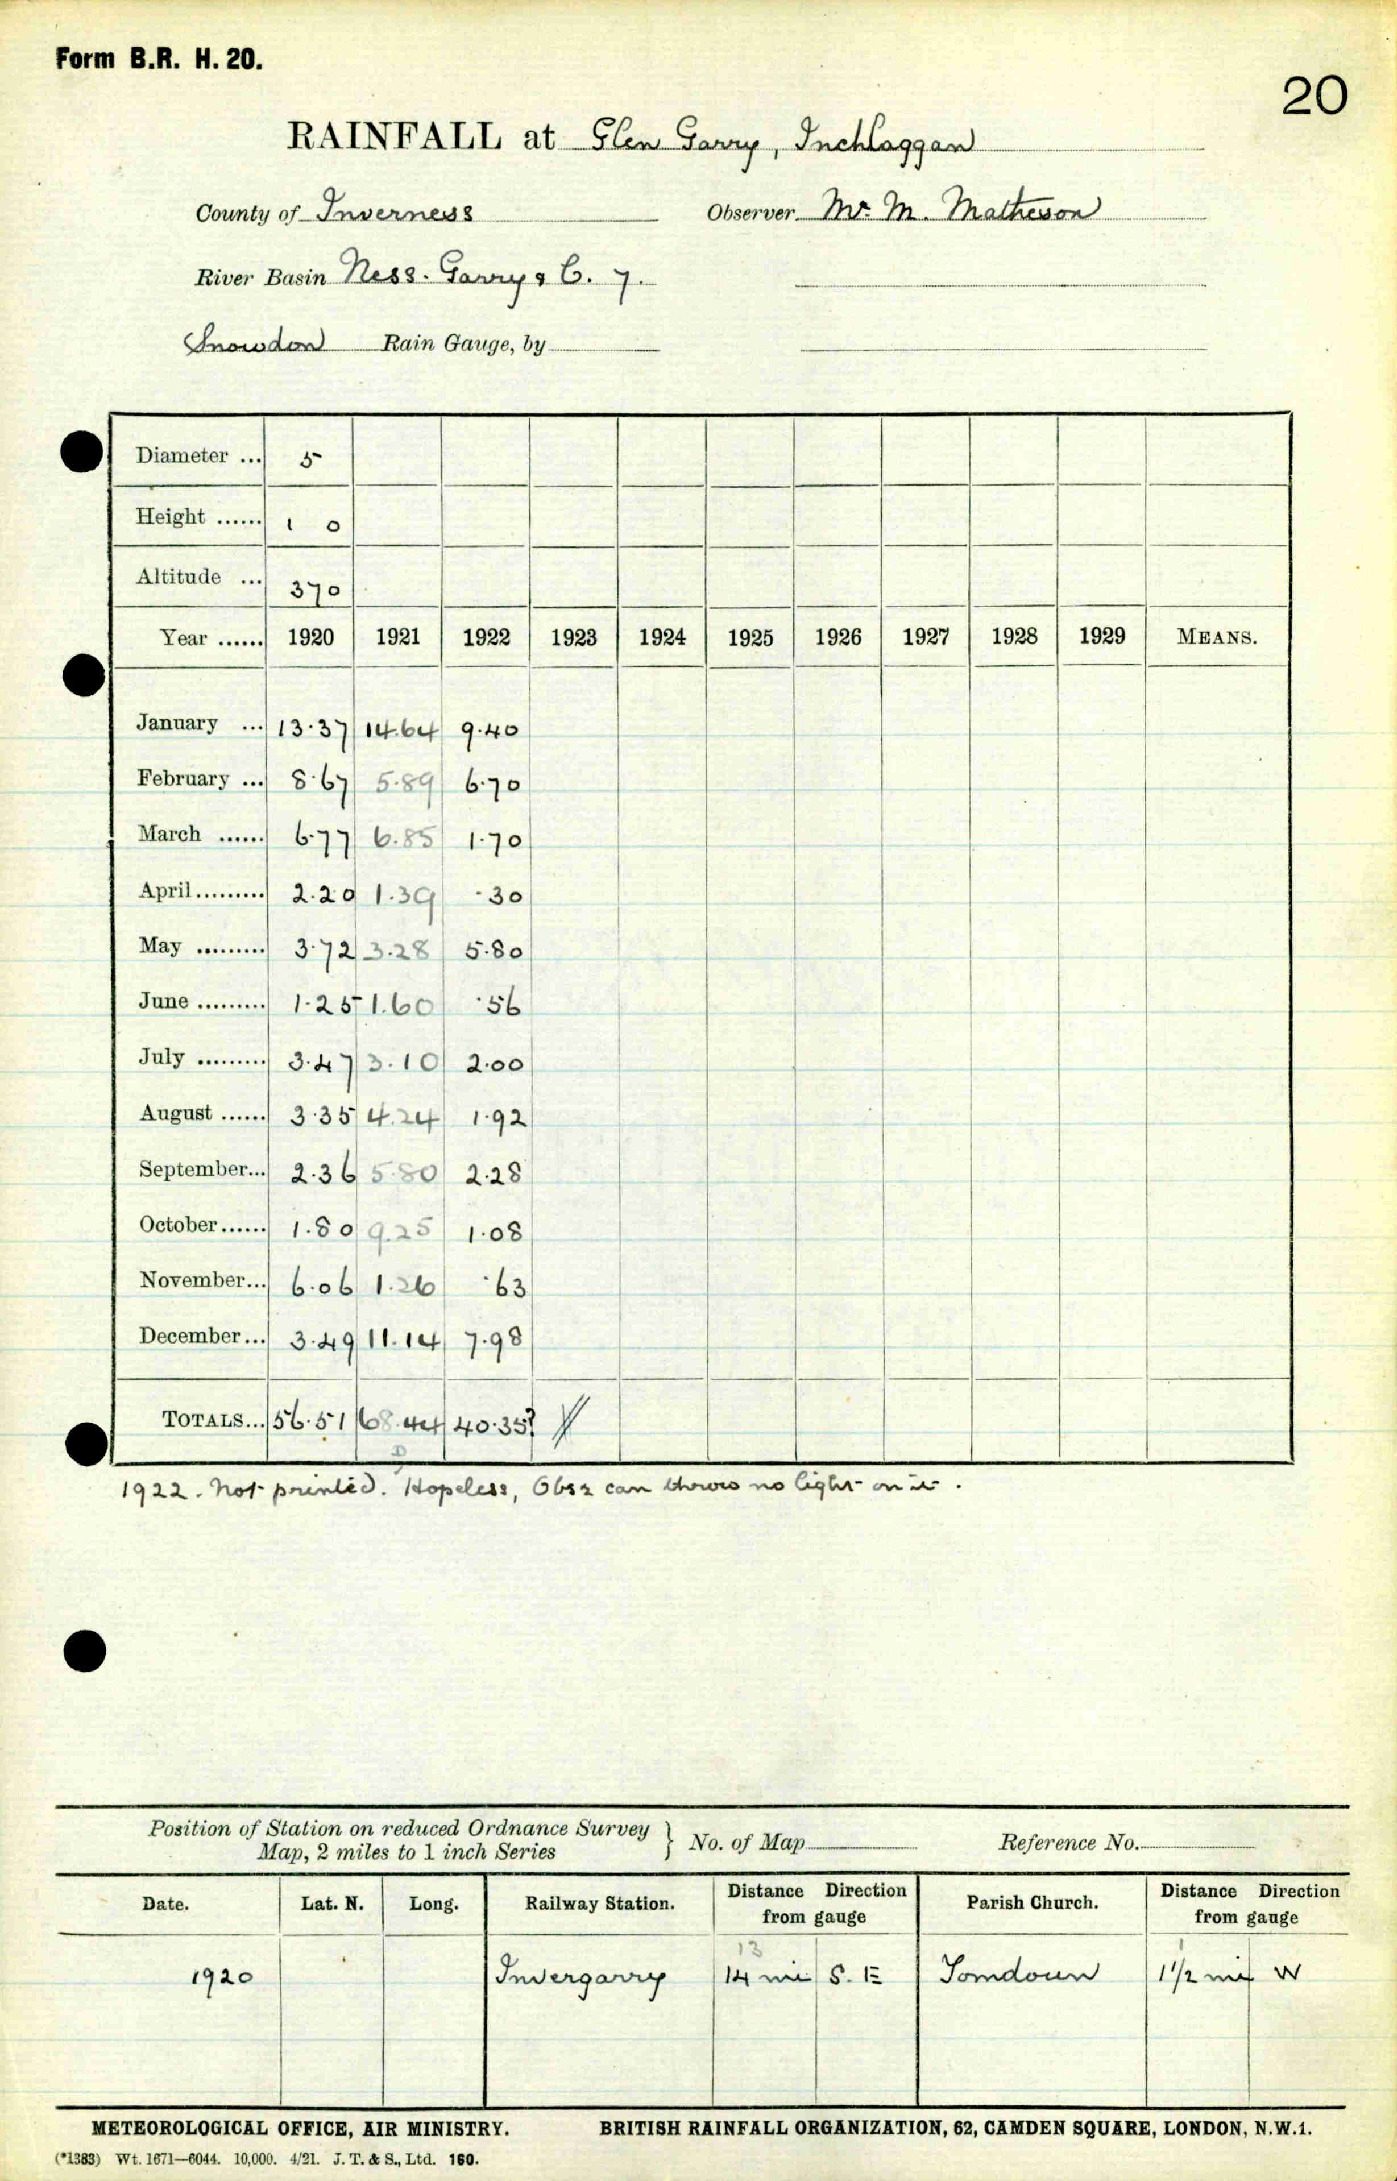 Form B.R. H. 20.
20
RAINFALL at Glen Garry, Inchlaggan
County of Inverness Observer Mr. M. Matheson
River Basin Ness. Garry & C. 7.
Snowdon Rain Gauge, by
Diameter ... 5
Height ...... 1 0
Altitude ... 370
Year ...... 1920 1921 1922 1923 1924 1925 1926 1927 1928 1929 MEANS.
January ... 13.37 14.64 9.40
February ... 8.67 5.89 6.70
March ...... 6.77 6.85 1.70
April......... 2.20 1.39 .30
May ......... 3.72 3.28 5.80
June ......... 1.25 1.60 .56
July ......... 3.47 3.10 2.00
August ...... 3.35 4.24 1.92
September... 2.36 5.80 2.28
October...... 1.80 9.25 1.08
November... 6.06 1.26 .63
December... 3.49 11.14 7.98
TOTALS... 56.51 68.44 40.35?
1922. Not printed. Hopeless, Obsr can throw no light on it.
Position of Station on reduced Ordnance Survey
Map, 2 miles to 1 inch Series } No. of Map Reference No.
Date. Lat. N. Long. Railway Station. Distance Direction from gauge Parish Church. Distance Direction from gauge
13 1
1920 Invergarry 14 mi S. E Tomdoun 1 1/2 mi W
METEOROLOGICAL OFFICE, AIR MINISTRY. BRITISH RAINFALL ORGANIZATION, 62, CAMDEN SQUARE, LONDON, N.W.1.
(*1383) Wt. 1671—6044. 10,000. 4/21. J. T. & S., Ltd. 160.